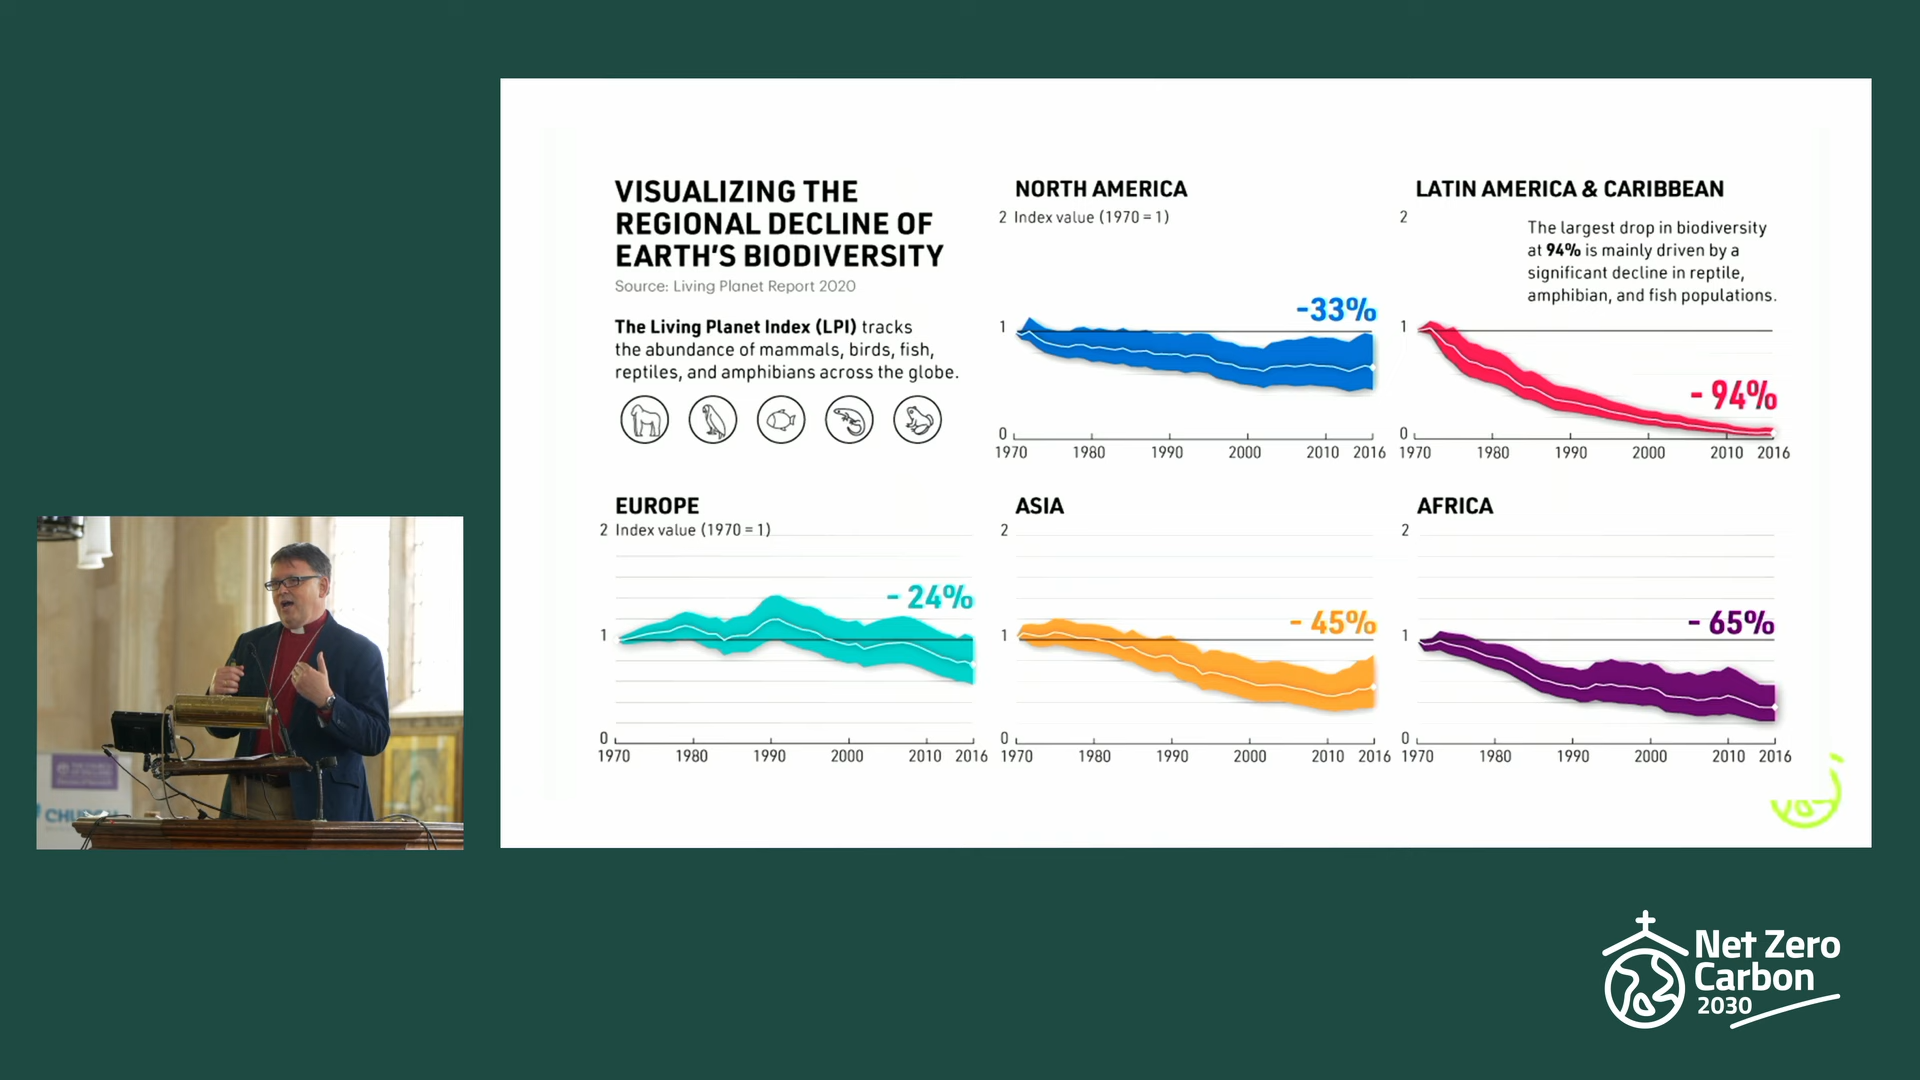 VISUALIZING THE
REGIONAL DECLINE OF
EARTH'S BIODIVERSITY
Source: Living Planet Report 2020
The Living Planet Index (LPI) tracks
the abundance of mammals, birds, fish,
reptiles, and amphibians across the globe.
NORTH AMERICA
2 Index value (1970 = 1)
-33%
1
0
1970 1980 1990 2000 2010 2016
LATIN AMERICA & CARIBBEAN
2
The largest drop in biodiversity
at 94% is mainly driven by a
significant decline in reptile,
amphibian, and fish populations.
1
- 94%
0
1970 1980 1990 2000 2010 2016
EUROPE
2 Index value (1970 = 1)
- 24%
1
0
1970 1980 1990 2000 2010 2016
ASIA
2
- 45%
1
0
1970 1980 1990 2000 2010 2016
AFRICA
2
- 65%
1
0
1970 1980 1990 2000 2010 2016
Net Zero
Carbon
2030